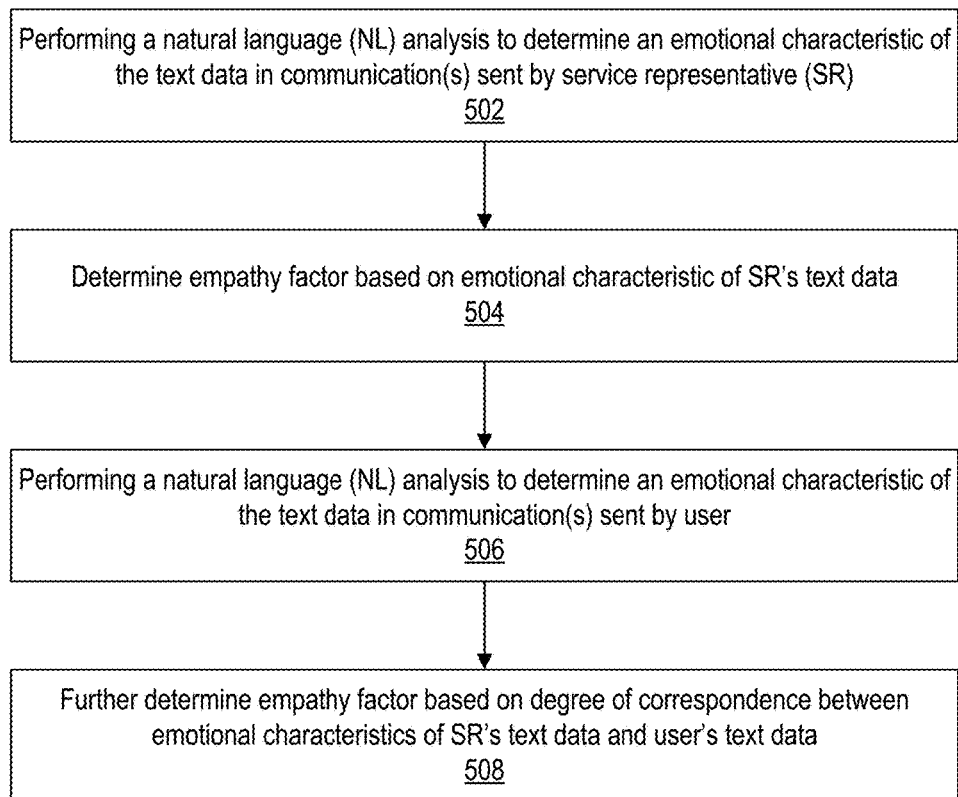 Performing a natural language (NL) analysis to determine an emotional characteristic of
the text data in communication(s) sent by service representative (SR)
502
Determine empathy factor based on emotional characteristic of SR's text data
504
Performing a natural language (NL) analysis to determine an emotional characteristic of
the text data in communication(s) sent by user
506
Further determine empathy factor based on degree of correspondence between
emotional characteristics of SR's text data and user's text data
508